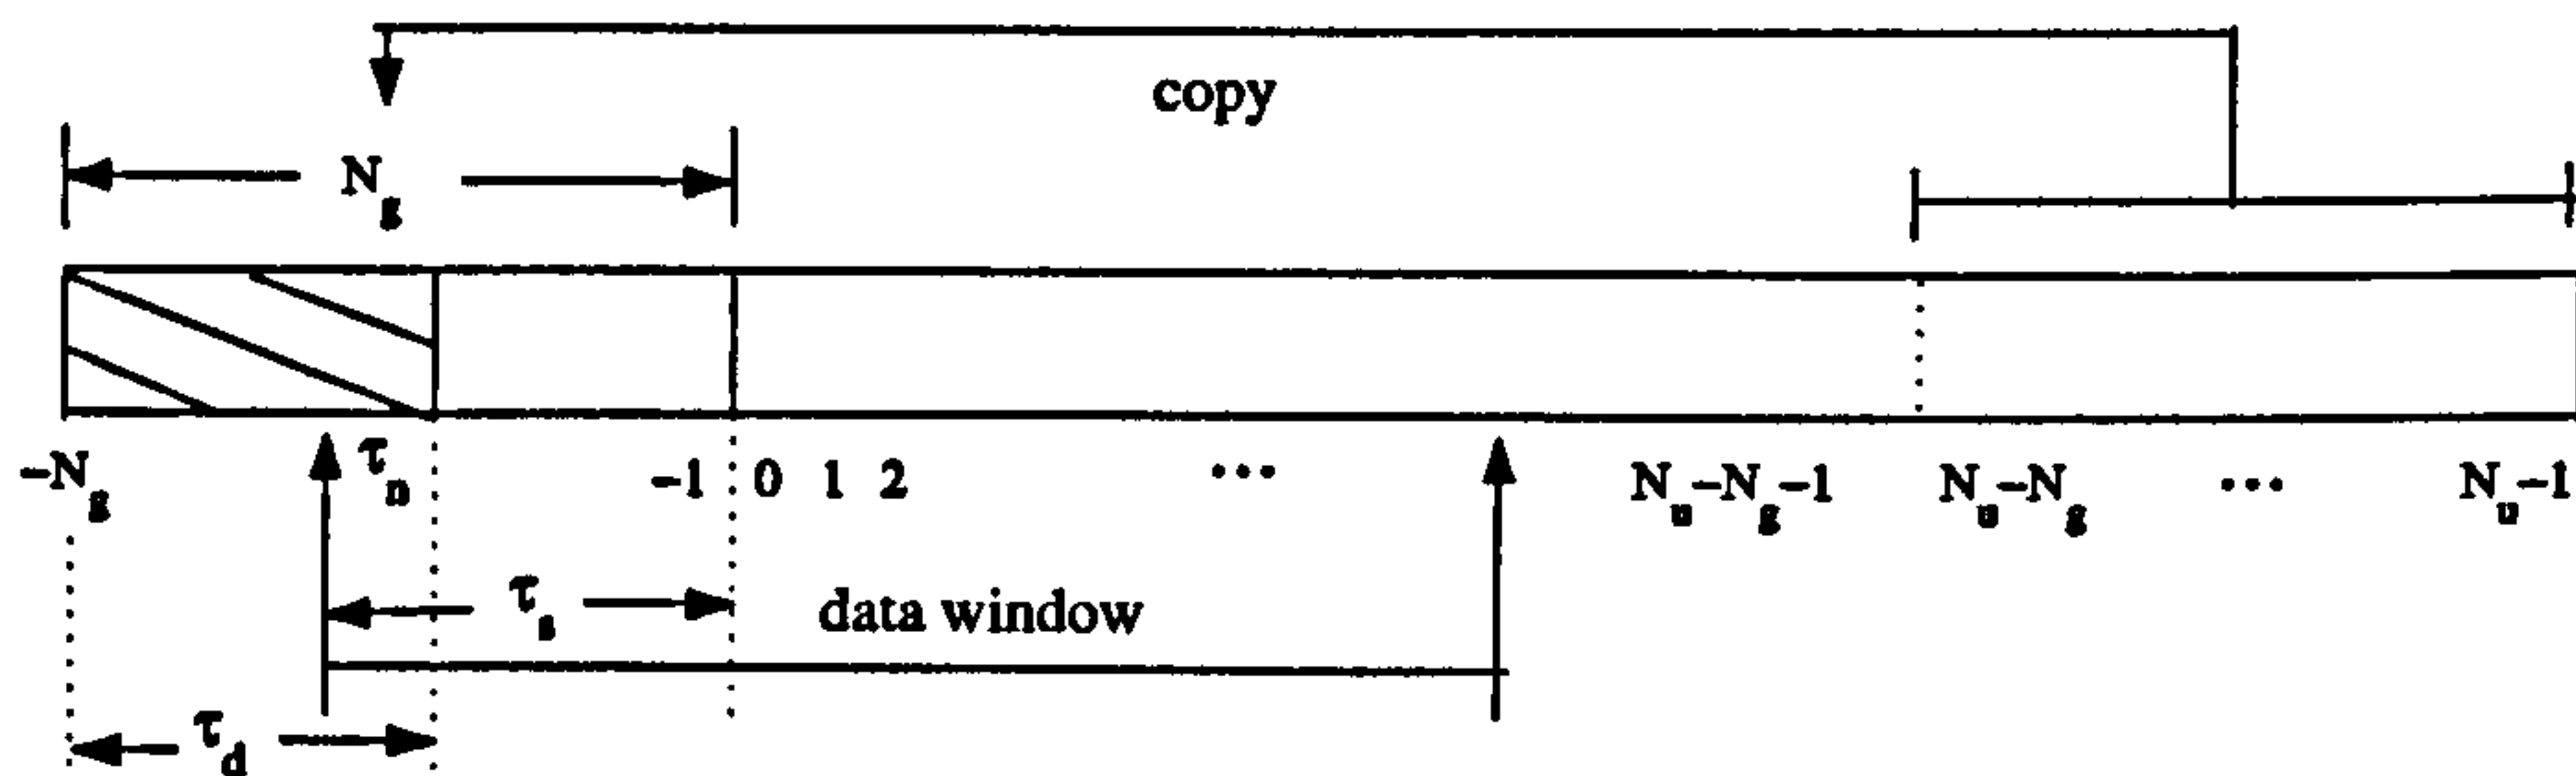 copy
N_g
-N_g τ_n -1 0 1 2 ... N_u-N_g-1 N_u-N_g ... N_u-1
τ_s data window
τ_d